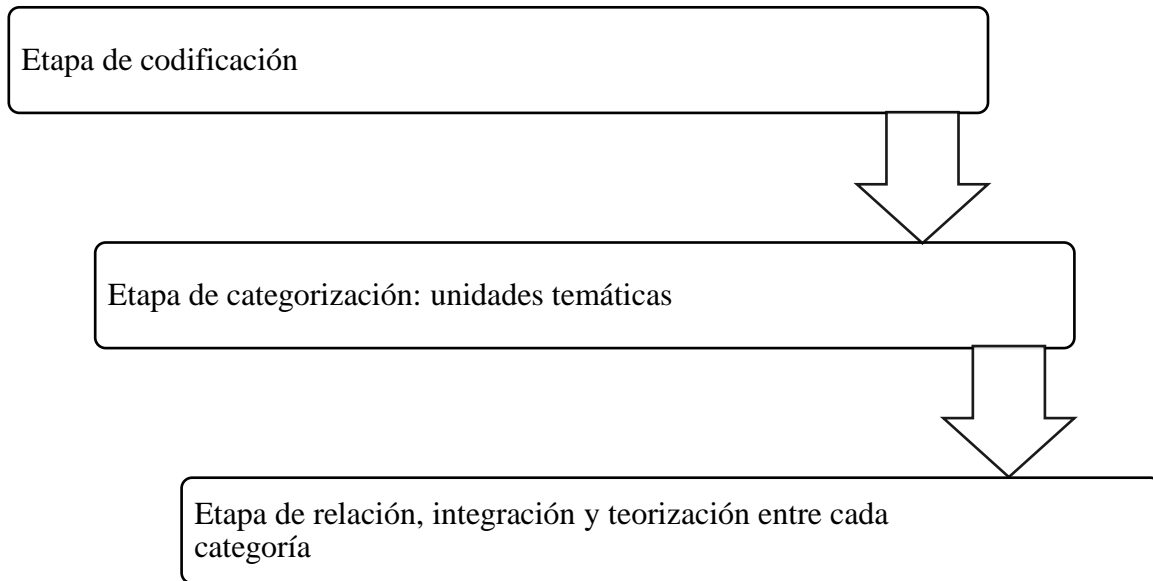 Etapa de codificación
Etapa de categorización: unidades temáticas
Etapa de relación, integración y teorización entre cada
categoría